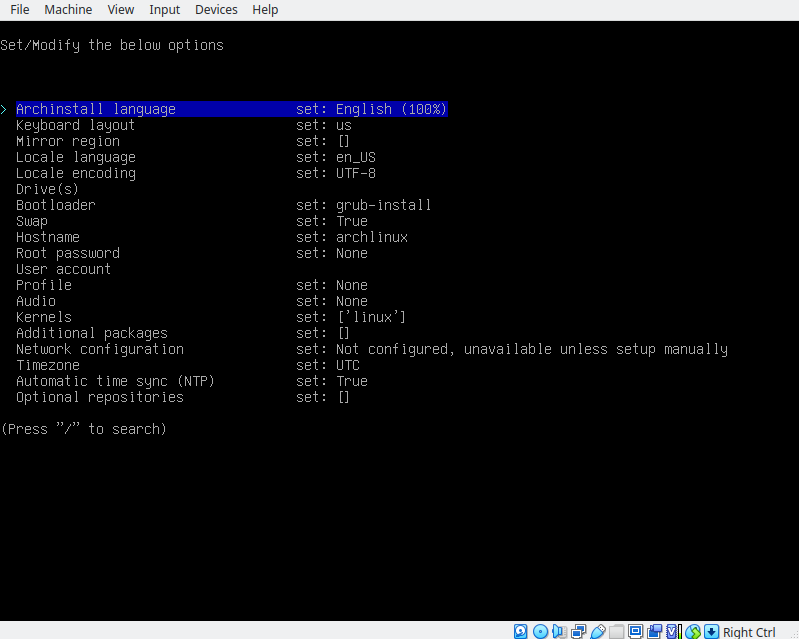 File Machine View Input Devices Help
Set/Modify the below options
> Archinstall language set: English (100%)
Keyboard layout set: us
Mirror region set: []
Locale language set: en_US
Locale encoding set: UTF-8
Drive(s)
Bootloader set: grub-install
Swap set: True
Hostname set: archlinux
Root password set: None
User account
Profile set: None
Audio set: None
Kernels set: ['linux']
Additional packages set: []
Network configuration set: Not configured, unavailable unless setup manually
Timezone set: UTC
Automatic time sync (NTP) set: True
Optional repositories set: []
(Press "/" to search)
Right Ctrl